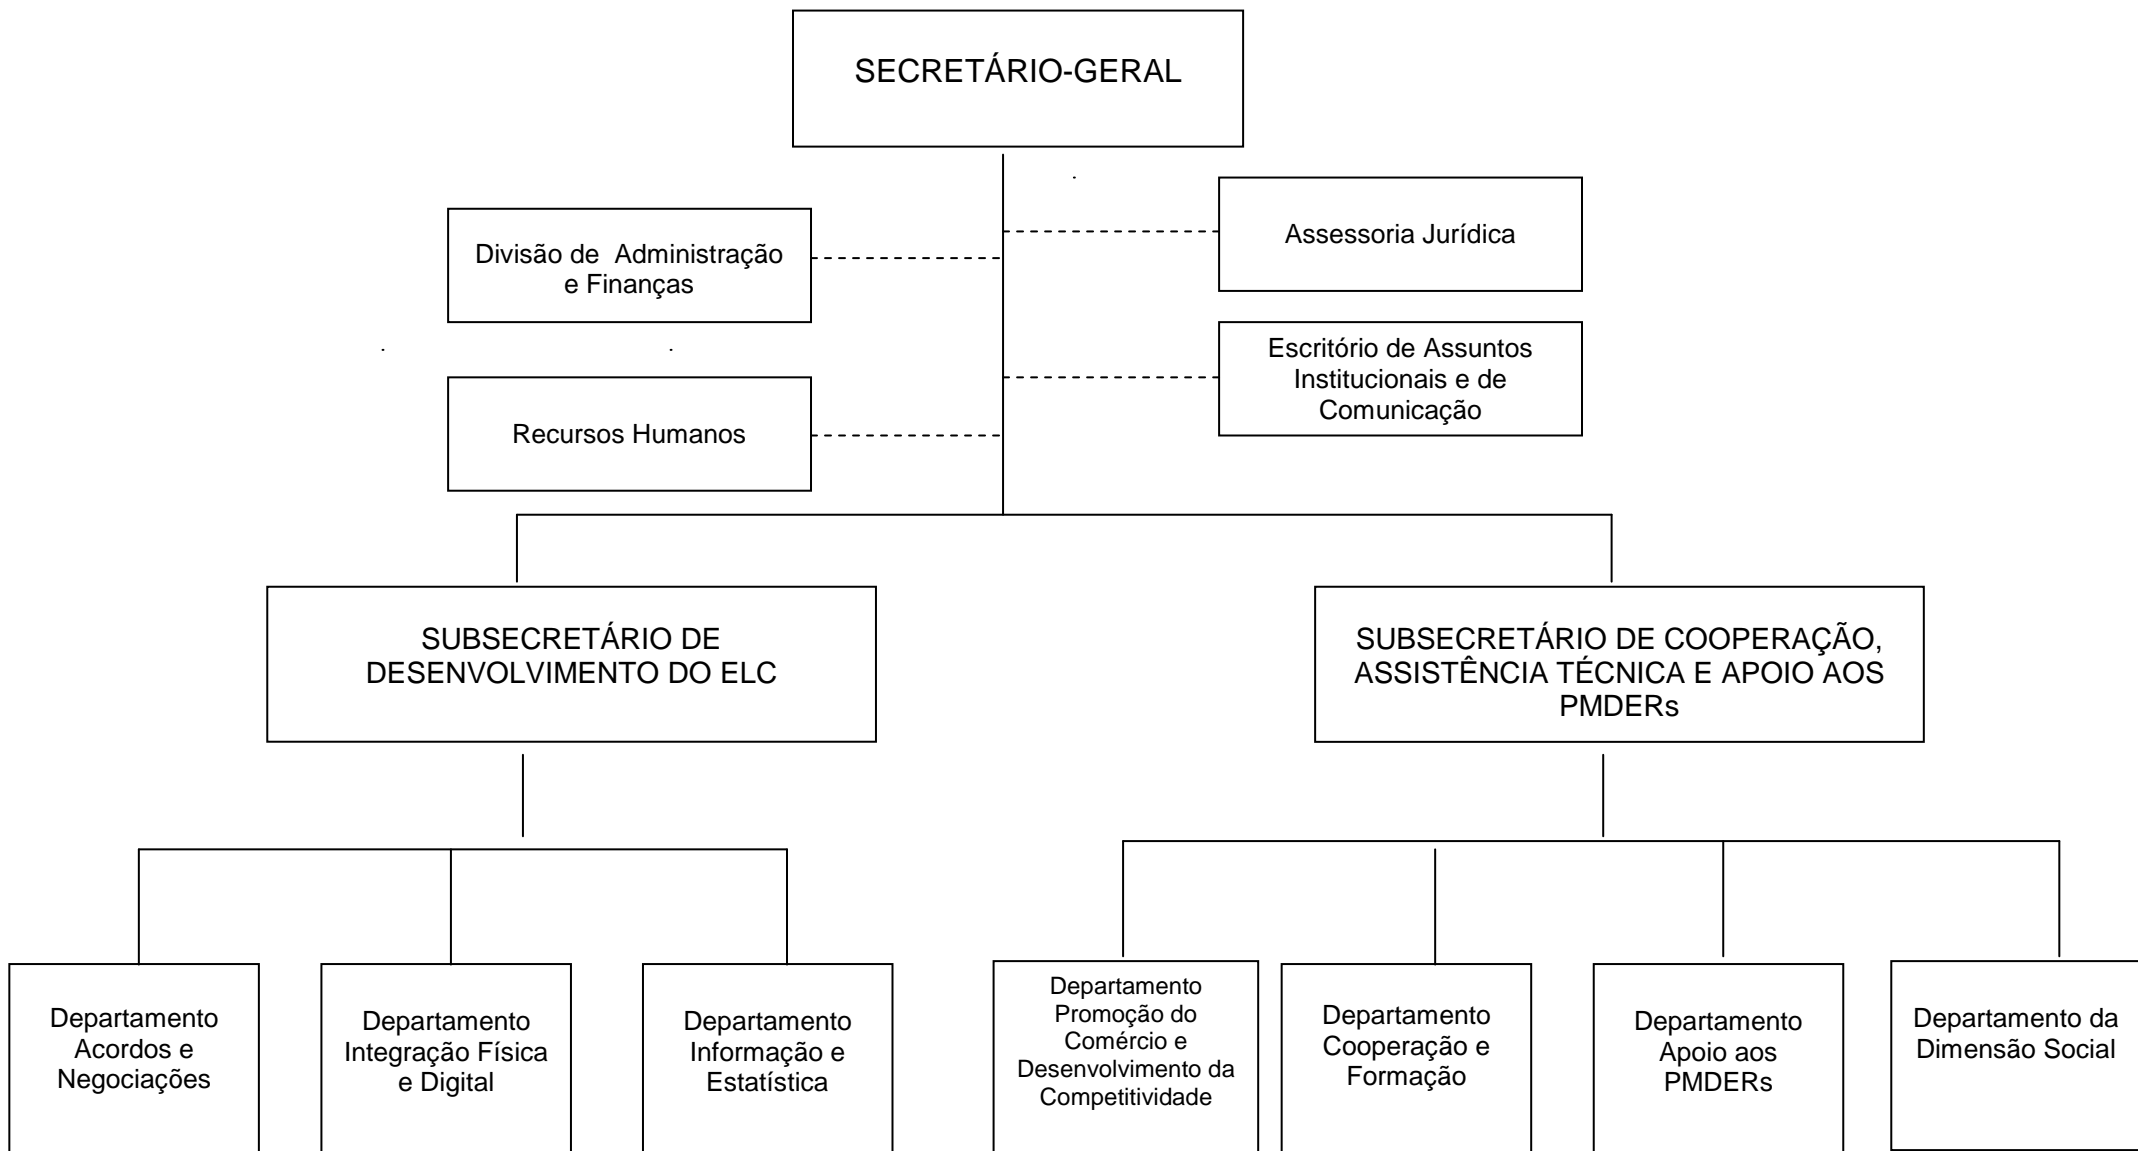 SECRETÁRIO-GERAL
Divisão de Administração
e Finanças
Assessoria Jurídica
Recursos Humanos
Escritório de Assuntos
Institucionais e de
Comunicação
SUBSECRETÁRIO DE
DESENVOLVIMENTO DO ELC
SUBSECRETÁRIO DE COOPERAÇÃO,
ASSISTÊNCIA TÉCNICA E APOIO AOS
PMDERs
Departamento
Acordos e
Negociações
Departamento
Integração Física
e Digital
Departamento
Informação e
Estatística
Departamento
Promoção do
Comércio e
Desenvolvimento da
Competitividade
Departamento
Cooperação e
Formação
Departamento
Apoio aos
PMDERs
Departamento da
Dimensão Social